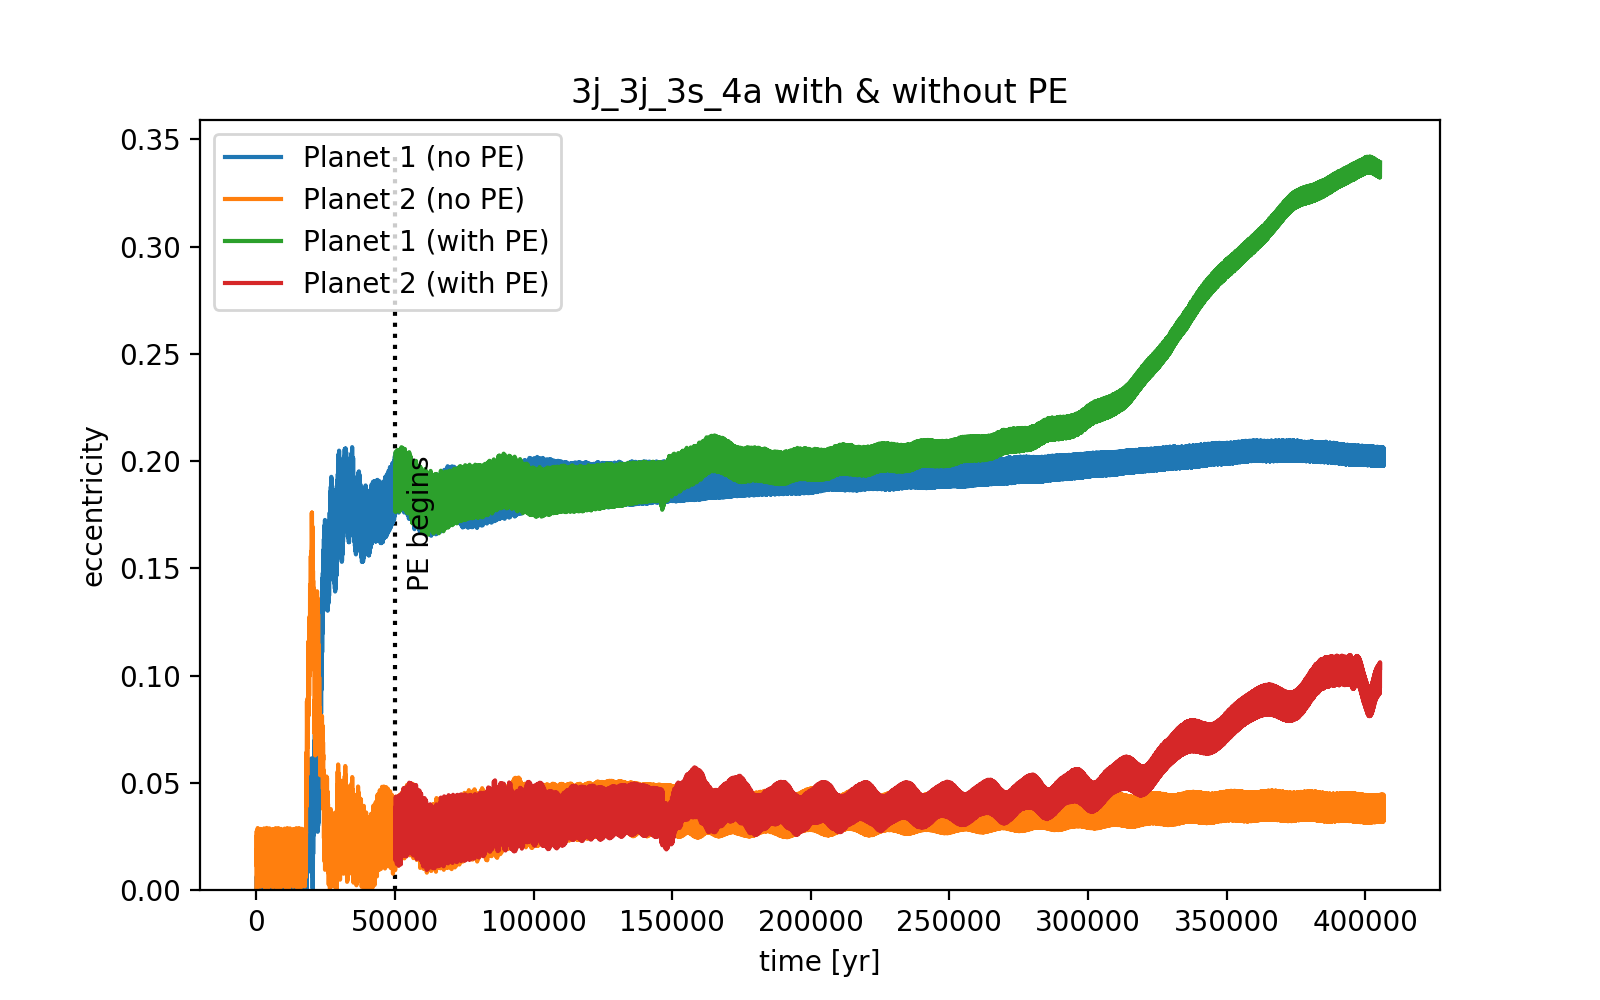 3j_3j_3s_4a with & without PE
0.35
0.30
0.25
0.20
0.15
0.10
0.05
0.00
eccentricity
Planet 1 (no PE)
Planet 2 (no PE)
Planet 1 (with PE)
Planet 2 (with PE)
PE begins
0 50000 100000 150000 200000 250000 300000 350000 400000
time [yr]